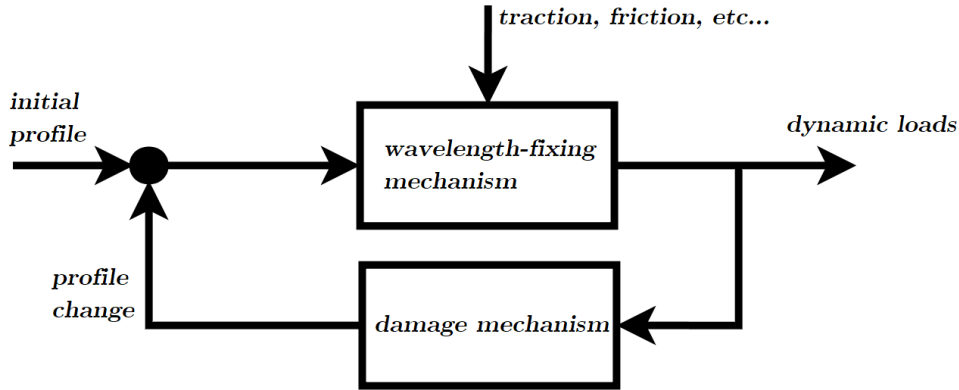 traction, friction, etc...
initial
profile
wavelength-fixing
mechanism
dynamic loads
profile
change
damage mechanism